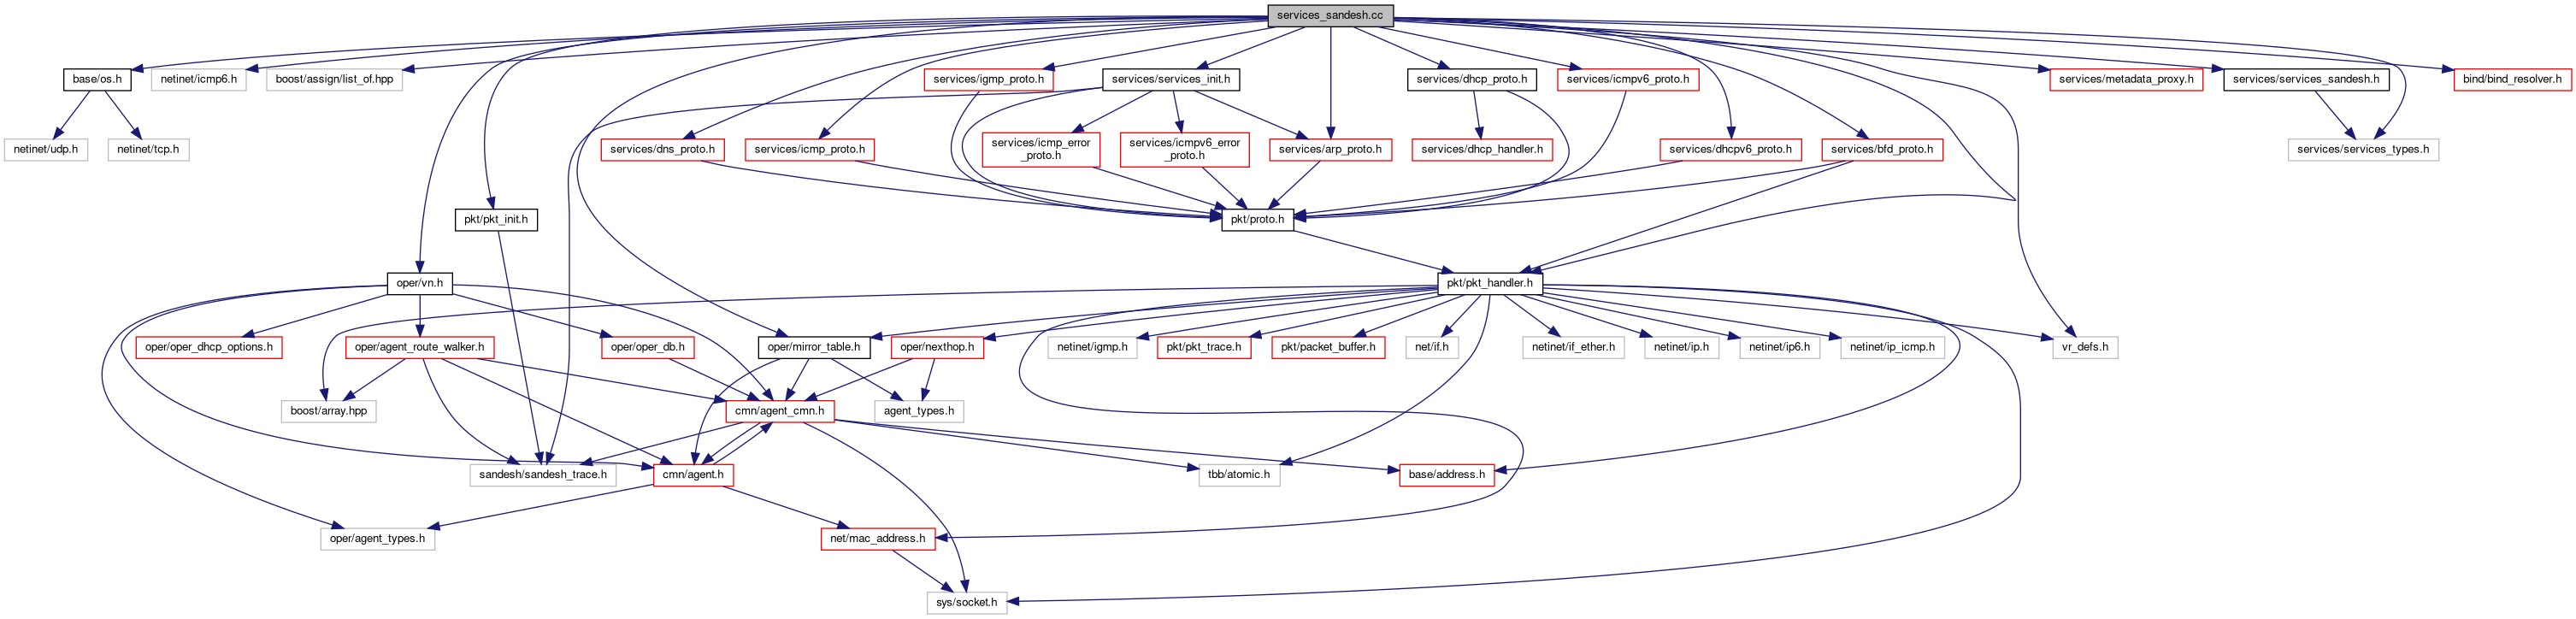 services_sandesh.cc
base/os.h
netinet/icmp6.h
boost/assign/list_of.hpp
services/igmp_proto.h
services/services_init.h
services/dhcp_proto.h
services/icmpv6_proto.h
services/metadata_proxy.h
services/services_sandesh.h
bind/bind_resolver.h
netinet/udp.h
netinet/tcp.h
services/dns_proto.h
services/icmp_proto.h
services/icmp_error
_proto.h
services/icmpv6_error
_proto.h
services/arp_proto.h
services/dhcp_handler.h
services/dhcpv6_proto.h
services/bfd_proto.h
services/services_types.h
pkt/pkt_init.h
pkt/proto.h
oper/vn.h
pkt/pkt_handler.h
oper/oper_dhcp_options.h
oper/agent_route_walker.h
oper/oper_db.h
oper/mirror_table.h
oper/nexthop.h
netinet/igmp.h
pkt/pkt_trace.h
pkt/packet_buffer.h
net/if.h
netinet/if_ether.h
netinet/ip.h
netinet/ip6.h
netinet/ip_icmp.h
vr_defs.h
boost/array.hpp
cmn/agent_cmn.h
agent_types.h
sandesh/sandesh_trace.h
cmn/agent.h
tbb/atomic.h
base/address.h
oper/agent_types.h
net/mac_address.h
sys/socket.h